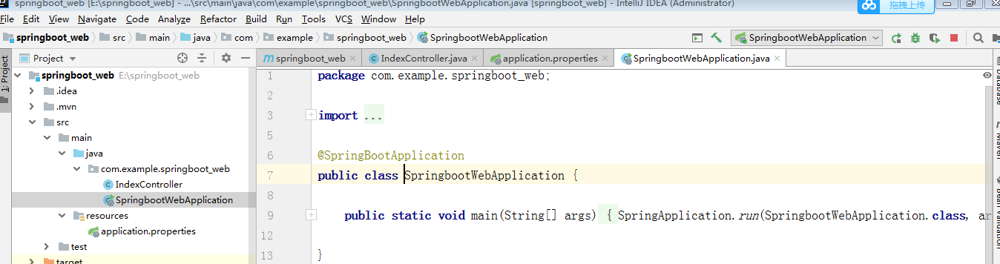 springboot_web [E:\springboot_web] - ...\src\main\java\com\example\springboot_web\SpringbootWebApplication.java [springboot_web] - IntelliJ IDEA (Administrator)
拖拽上传
File Edit View Navigate Code Analyze Refactor Build Run Tools VCS Window Help
springboot_web src main java com example springboot_web SpringbootWebApplication
SpringbootWebApplication
1: Project
Project
springboot_web IndexController.java application.properties SpringbootWebApplication.java
springboot_web E:\springboot_web
.idea
.mvn
src
main
java
com.example.springboot_web
IndexController
SpringbootWebApplication
resources
application.properties
test
target
1 package com.example.springboot_web;
2
3 import ...
5
6 @SpringBootApplication
7 public class SpringbootWebApplication {
8
9 public static void main(String[] args) { SpringApplication.run(SpringbootWebApplication.class, ar
12
13 }
Database
Maven
Bean Validation